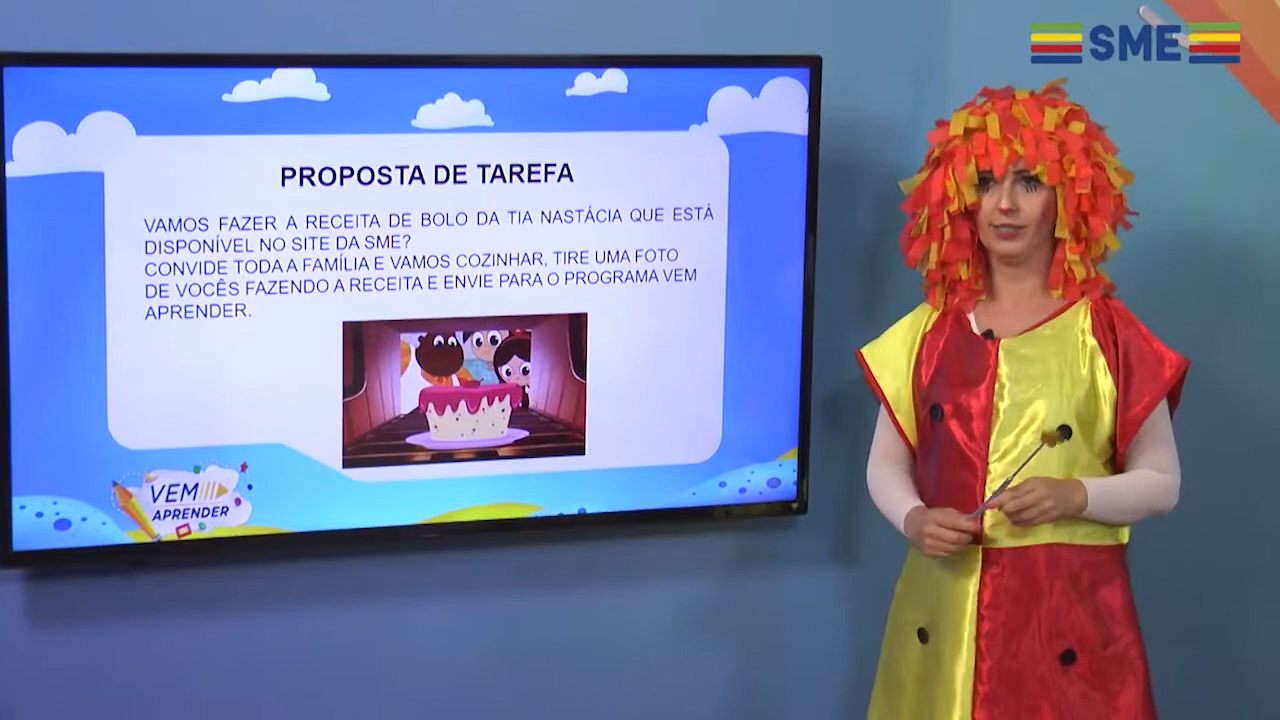 SME
PROPOSTA DE TAREFA
VAMOS FAZER A RECEITA DE BOLO DA TIA NASTÁCIA QUE ESTÁ
DISPONÍVEL NO SITE DA SME?
CONVIDE TODA A FAMÍLIA E VAMOS COZINHAR, TIRE UMA FOTO
DE VOCÊS FAZENDO A RECEITA E ENVIE PARA O PROGRAMA VEM
APRENDER.
VEM
APRENDER